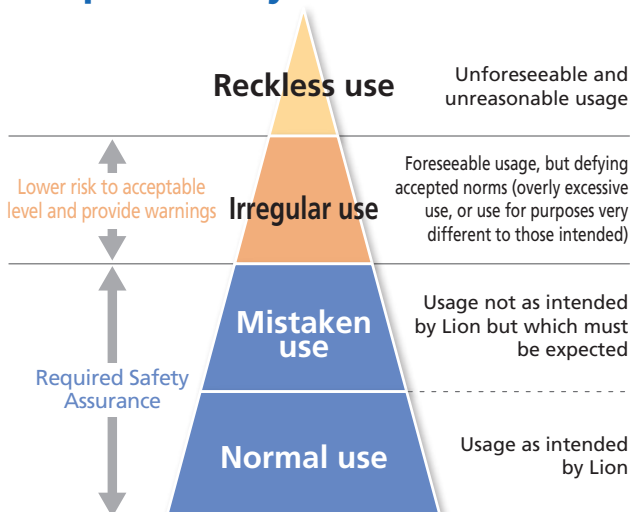 Reckless use
Unforeseeable and
unreasonable usage
Lower risk to acceptable
level and provide warnings
Irregular use
Foreseeable usage, but defying
accepted norms (overly excessive
use, or use for purposes very
different to those intended)
Required Safety
Assurance
Mistaken
use
Usage not as intended
by Lion but which must
be expected
Normal use
Usage as intended
by Lion